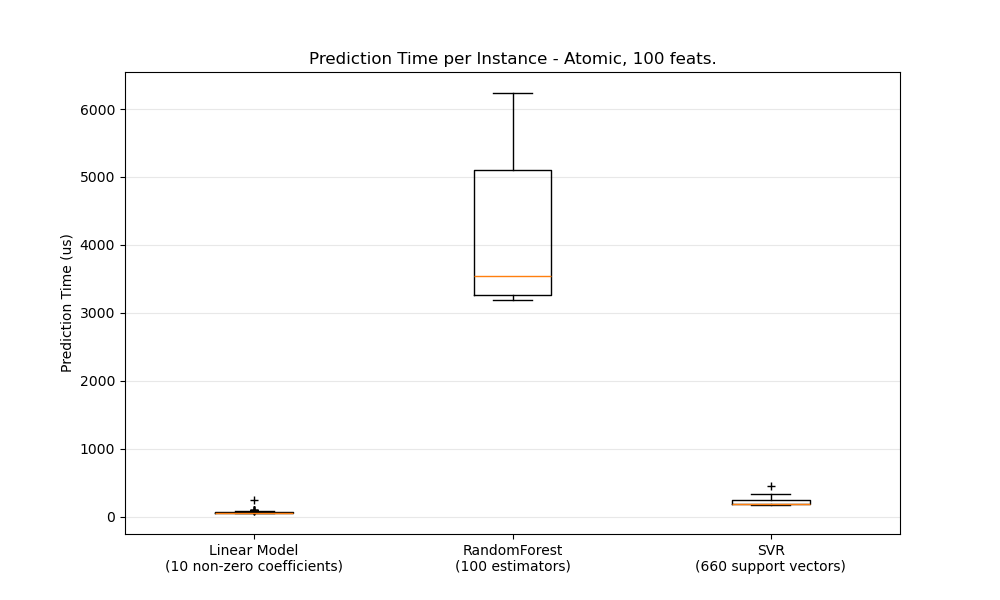 Prediction Time per Instance - Atomic, 100 feats.
Prediction Time (us)
6000
5000
4000
3000
2000
1000
0
Linear Model
(10 non-zero coefficients)
RandomForest
(100 estimators)
SVR
(660 support vectors)